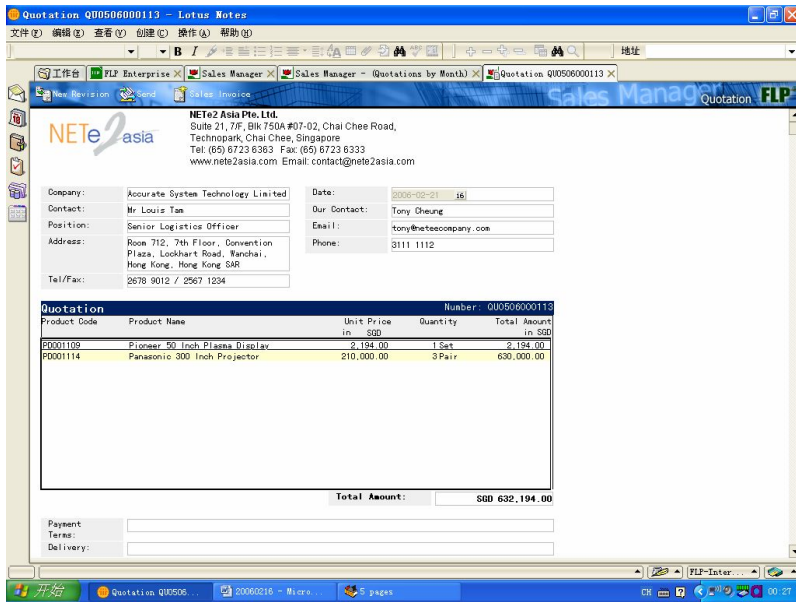 Quotation QU0506000113 - Lotus Notes
文件(F) 编辑(E) 查看(V) 创建(C) 操作(A) 帮助(H)
B I 地址
工作台 FLP Enterprise Sales Manager Sales Manager - (Quotations by Month) Quotation QU0506000113
New Revision Send Sales Invoice Sales Manag Quotation FLP
NETe2 Asia Pte. Ltd.
NETe2asia
Suite 21, 7/F, Blk 750A #07-02, Chai Chee Road,
Technopark, Chai Chee, Singapore
Tel: (65) 6723 6363 Fax: (65) 6723 6333
www.nete2asia.com Email: contact@nete2asia.com
Company: Accurate System Technology Limited Date: 2006-02-21 16
Contact: Mr Louis Tam Our Contact: Tony Cheung
Position: Senior Logistics Officer Email: tony@neteecompany.com
Address: Room 712, 7th Floor, Convention Phone: 3111 1112
Plaza, Lockhart Road, Wanchai,
Hong Kong, Hong Kong SAR
Tel/Fax: 2678 9012 / 2567 1234
Quotation Number: QU0506000113
Product Code Product Name Unit Price Quantity Total Amount
in SGD in SGD
PD001109 Pioneer 50 Inch Plasma Display 2,194.00 1 Set 2,194.00
PD001114 Panasonic 300 Inch Projector 210,000.00 3 Pair 630,000.00
Total Amount: SGD 632,194.00
Payment
Terms:
Delivery:
FLP-Inter...
开始 Quotation QU0506... 20060216 - Micro... 5 pages CH 00:27